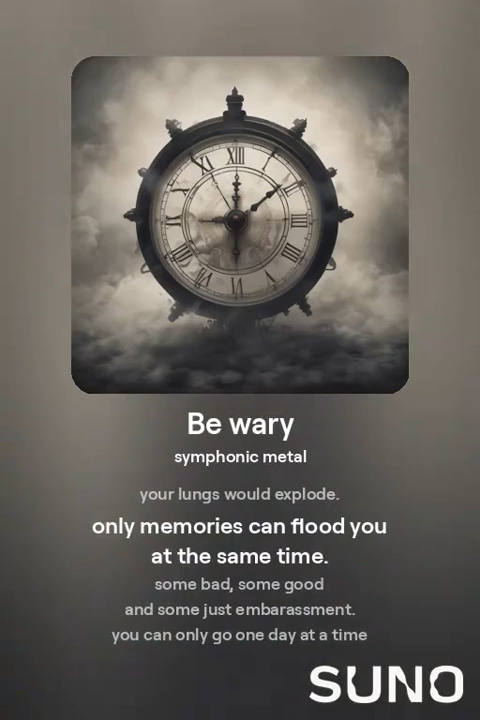 XII
Be wary
symphonic metal
your lungs would explode.
only memories can flood you
at the same time.
some bad, some good
and some just embarassment.
you can only go one day at a time
SUNO